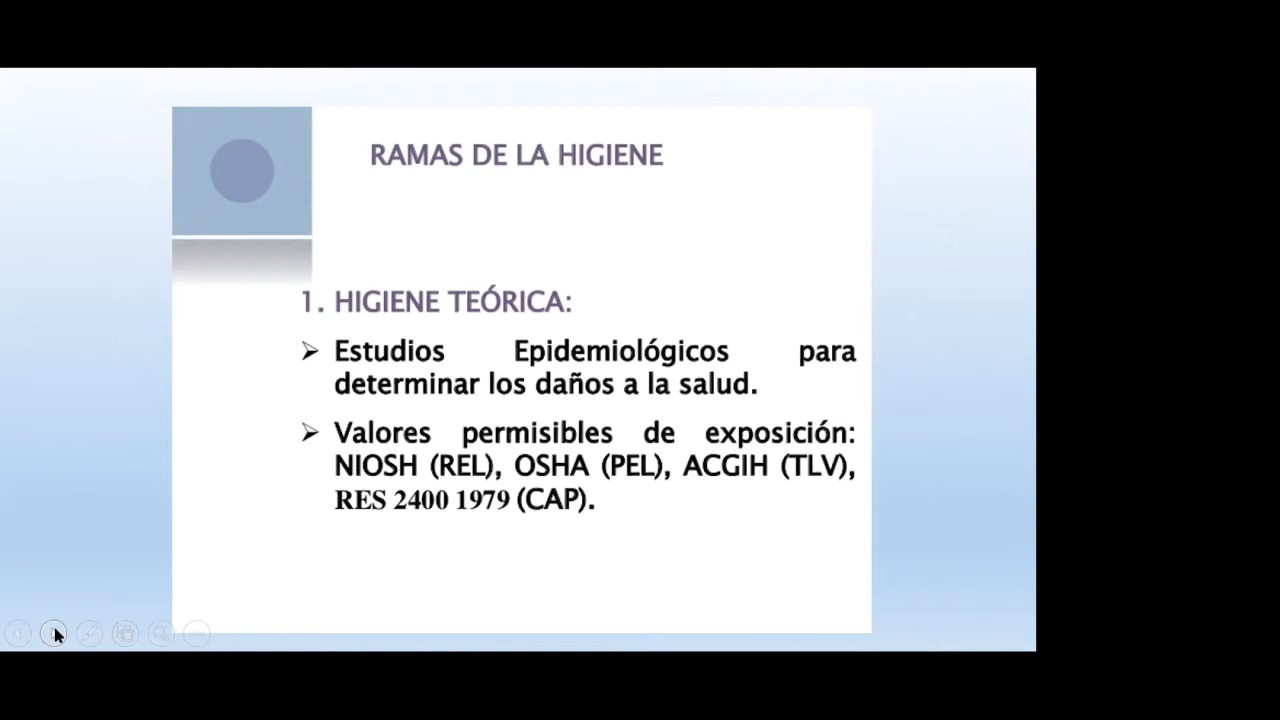 RAMAS DE LA HIGIENE
1. HIGIENE TEÓRICA:
➢ Estudios Epidemiológicos para
determinar los daños a la salud.
➢ Valores permisibles de exposición:
NIOSH (REL), OSHA (PEL), ACGIH (TLV),
RES 2400 1979 (CAP).